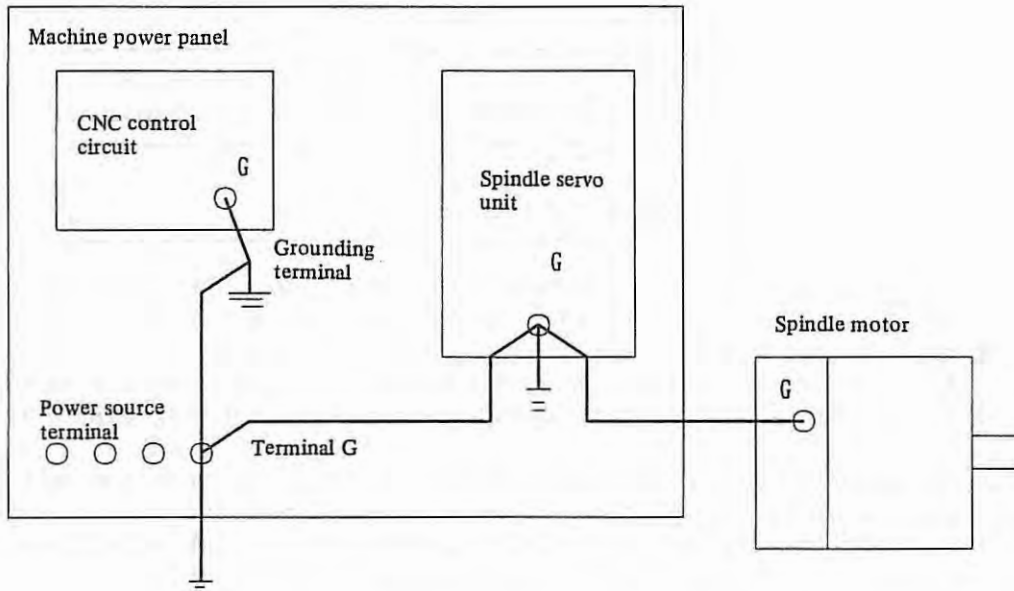 Machine power panel
CNC control
circuit
G
Grounding
terminal
Spindle servo
unit
G
Spindle motor
G
Power source
terminal
Terminal G